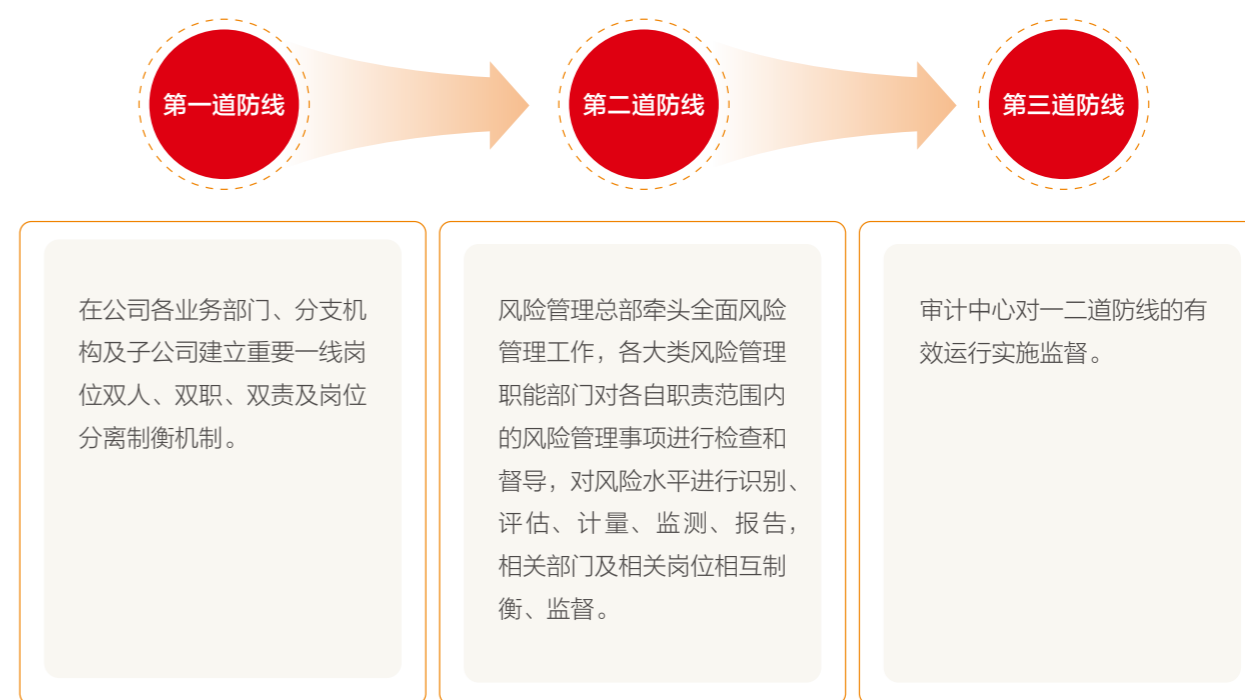 第一道防线
第二道防线
第三道防线
在公司各业务部门、分支机
构及子公司建立重要一线岗
位双人、双职、双责及岗位
分离制衡机制。
风险管理总部牵头全面风险
管理工作，各大类风险管理
职能部门对各自职责范围内
的风险管理事项进行检查和
督导，对风险水平进行识别、
评估、计量、监测、报告，
相关部门及相关岗位相互制
衡、监督。
审计中心对一二道防线的有
效运行实施监督。